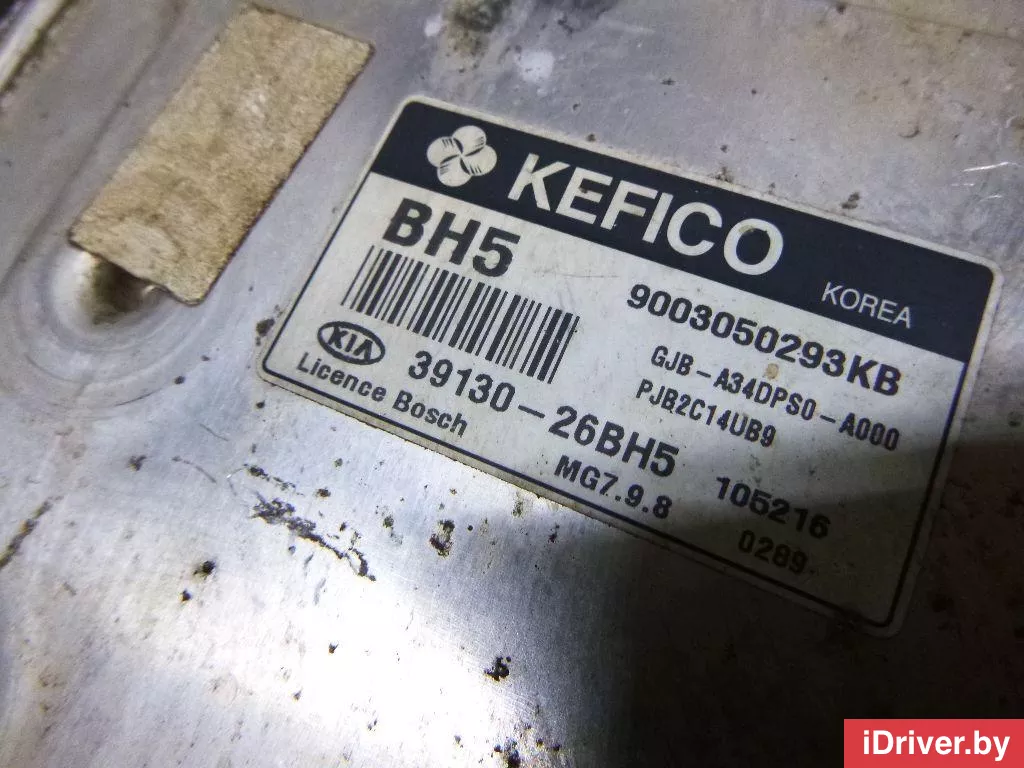 KEFICO
KOREA
BH5
9003050293KB
GJB-A34DPS0-A000
PJB2C14UB9
KIA
39130-26BH5
105216
Licence Bosch
MG7.9.8
0289
iDriver.by